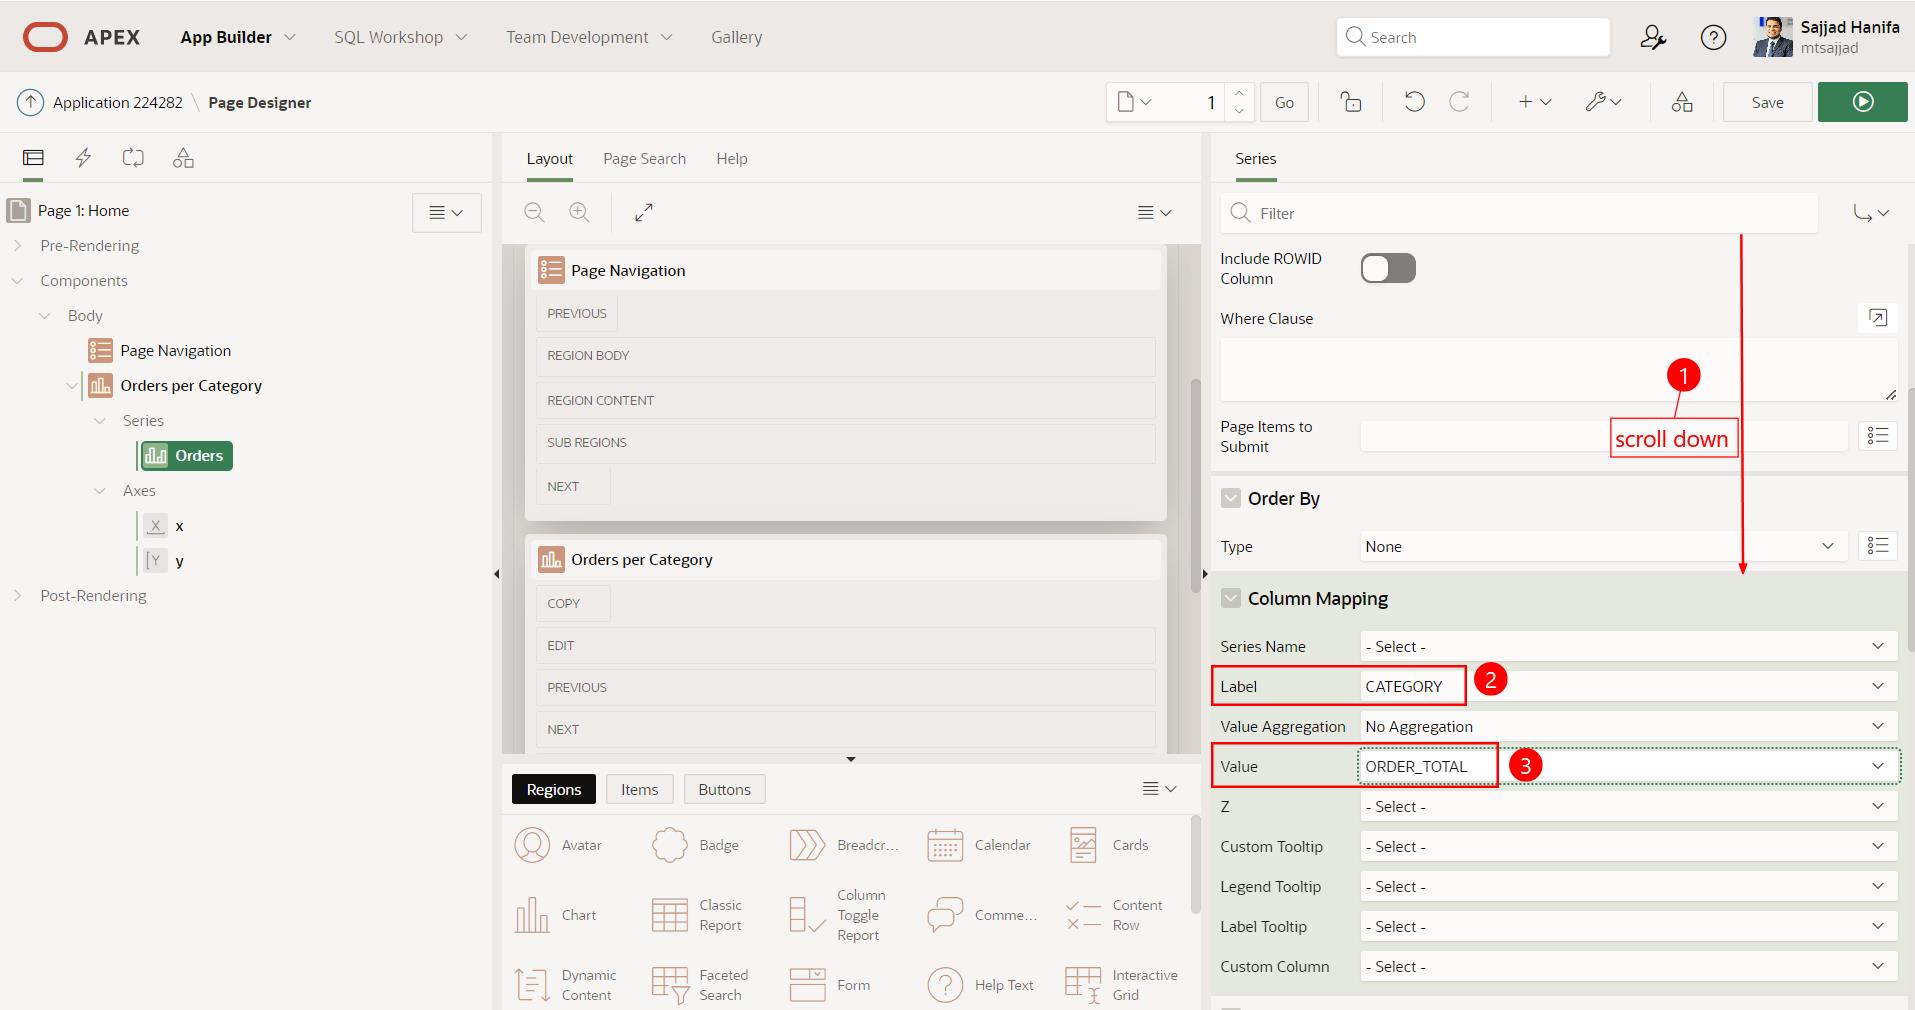 APEX
App Builder
SQL Workshop
Team Development
Gallery
Search
Sajjad Hanifa
mtsajjad
Application 224282 \ Page Designer
1
Go
Save
Page 1: Home
Pre-Rendering
Components
Body
Page Navigation
Orders per Category
Series
Orders
Axes
X x
Y y
Post-Rendering
Layout
Page Search
Help
Page Navigation
PREVIOUS
REGION BODY
REGION CONTENT
SUB REGIONS
NEXT
Orders per Category
COPY
EDIT
PREVIOUS
NEXT
Regions
Items
Buttons
Avatar
Badge
Breadcr...
Calendar
Cards
Chart
Classic
Report
Column
Toggle
Report
Comme...
Content
Row
Dynamic
Content
Faceted
Search
Form
Help Text
Interactive
Grid
Series
Filter
Include ROWID
Column
Where Clause
1
scroll down
Page Items to
Submit
Order By
Type None
Column Mapping
Series Name - Select -
Label CATEGORY 2
Value Aggregation No Aggregation
Value ORDER_TOTAL 3
Z - Select -
Custom Tooltip - Select -
Legend Tooltip - Select -
Label Tooltip - Select -
Custom Column - Select -